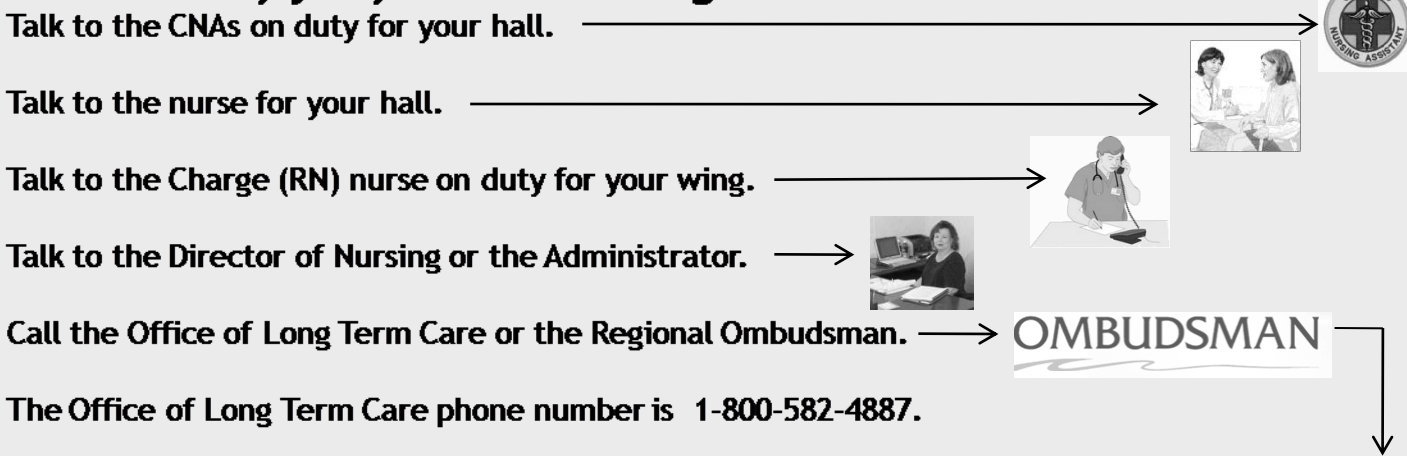 Talk to the CNAs on duty for your hall.
NURSING ASSISTANT
Talk to the nurse for your hall.
Talk to the Charge (RN) nurse on duty for your wing.
Talk to the Director of Nursing or the Administrator.
Call the Office of Long Term Care or the Regional Ombudsman.
OMBUDSMAN
The Office of Long Term Care phone number is 1-800-582-4887.